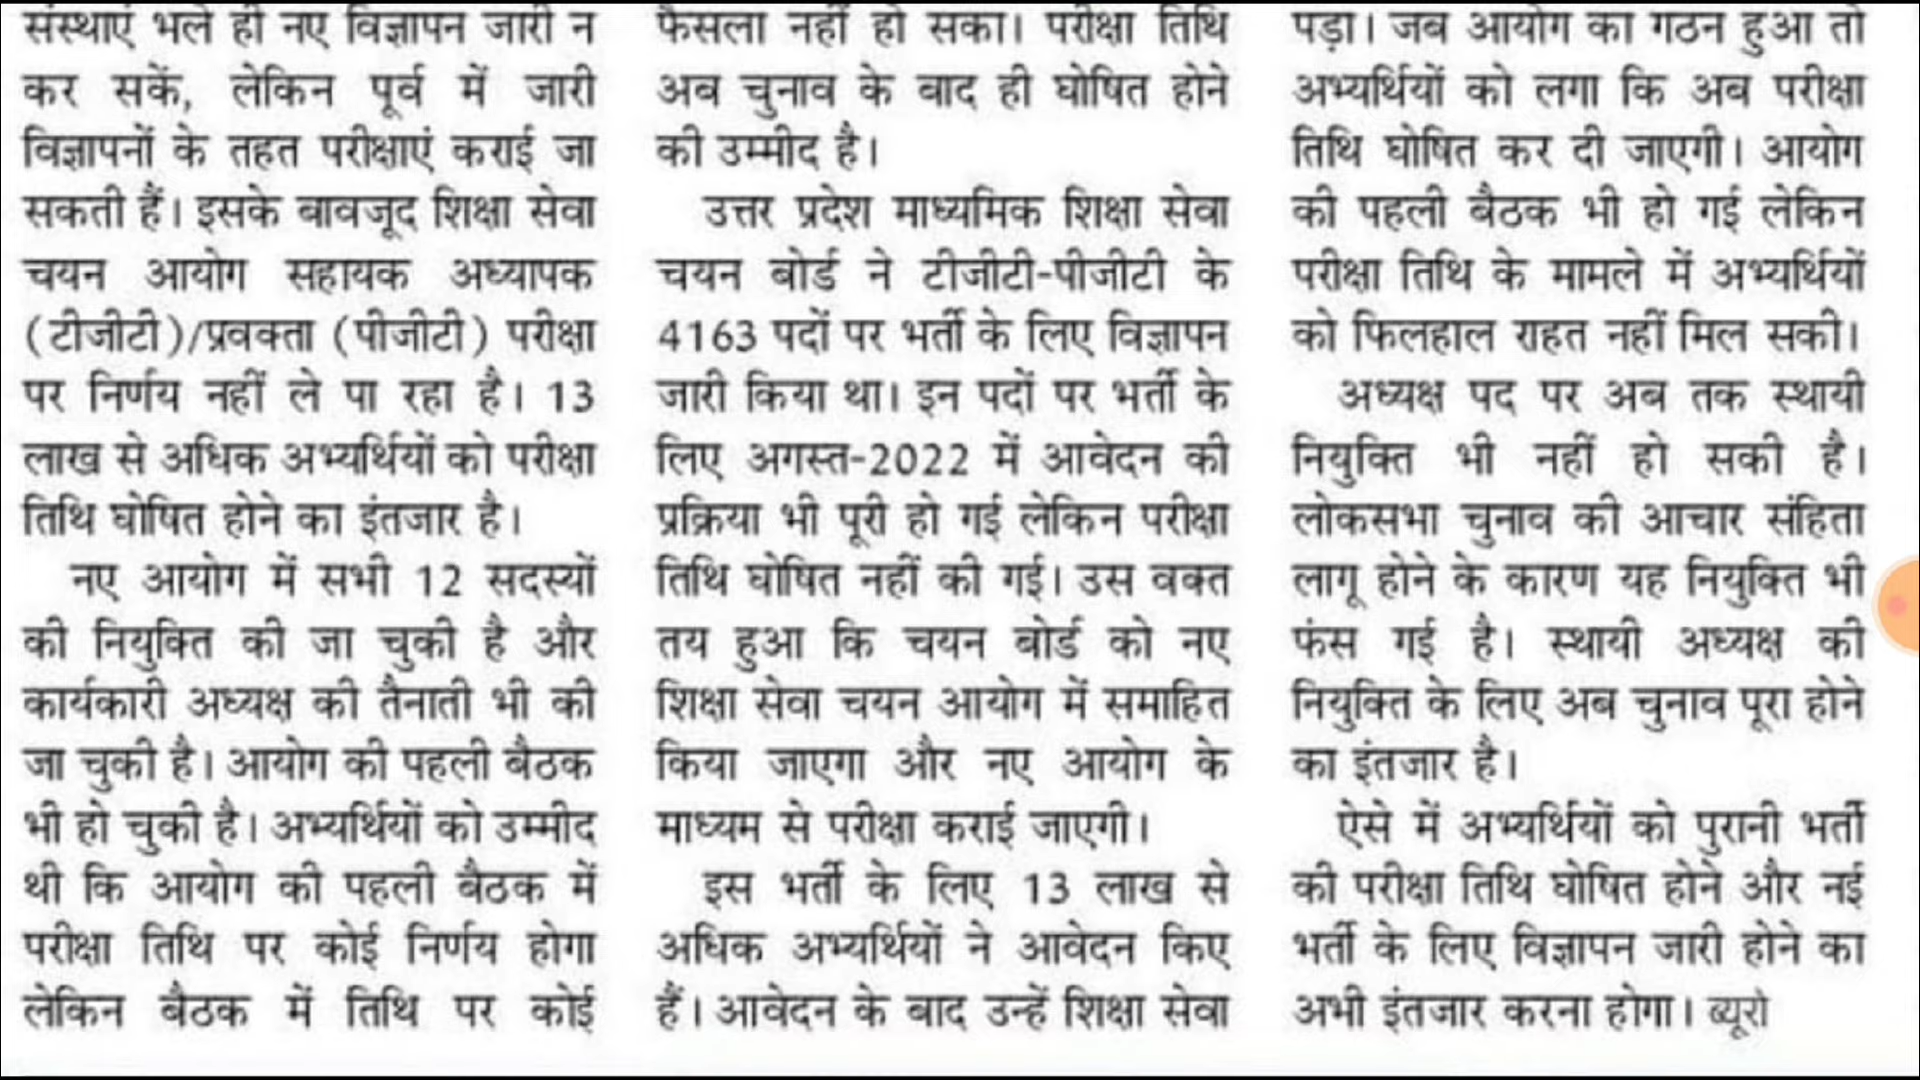 संस्थाएं भले ही नए विज्ञापन जारी न
कर सकें, लेकिन पूर्व में जारी
विज्ञापनों के तहत परीक्षाएं कराई जा
सकती हैं। इसके बावजूद शिक्षा सेवा
चयन आयोग सहायक अध्यापक
(टीजीटी)/प्रवक्ता (पीजीटी) परीक्षा
पर निर्णय नहीं ले पा रहा है। 13
लाख से अधिक अभ्यर्थियों को परीक्षा
तिथि घोषित होने का इंतजार है।
नए आयोग में सभी 12 सदस्यों
की नियुक्ति की जा चुकी है और
कार्यकारी अध्यक्ष की तैनाती भी की
जा चुकी है। आयोग की पहली बैठक
भी हो चुकी है। अभ्यर्थियों को उम्मीद
थी कि आयोग की पहली बैठक में
परीक्षा तिथि पर कोई निर्णय होगा
लेकिन बैठक में तिथि पर कोई
फैसला नहीं हो सका। परीक्षा तिथि
अब चुनाव के बाद ही घोषित होने
की उम्मीद है।
उत्तर प्रदेश माध्यमिक शिक्षा सेवा
चयन बोर्ड ने टीजीटी-पीजीटी के
4163 पदों पर भर्ती के लिए विज्ञापन
जारी किया था। इन पदों पर भर्ती के
लिए अगस्त-2022 में आवेदन की
प्रक्रिया भी पूरी हो गई लेकिन परीक्षा
तिथि घोषित नहीं की गई। उस वक्त
तय हुआ कि चयन बोर्ड को नए
शिक्षा सेवा चयन आयोग में समाहित
किया जाएगा और नए आयोग के
माध्यम से परीक्षा कराई जाएगी।
इस भर्ती के लिए 13 लाख से
अधिक अभ्यर्थियों ने आवेदन किए
हैं। आवेदन के बाद उन्हें शिक्षा सेवा
पड़ा। जब आयोग का गठन हुआ तो
अभ्यर्थियों को लगा कि अब परीक्षा
तिथि घोषित कर दी जाएगी। आयोग
की पहली बैठक भी हो गई लेकिन
परीक्षा तिथि के मामले में अभ्यर्थियों
को फिलहाल राहत नहीं मिल सकी।
अध्यक्ष पद पर अब तक स्थायी
नियुक्ति भी नहीं हो सकी है।
लोकसभा चुनाव की आचार संहिता
लागू होने के कारण यह नियुक्ति भी
फंस गई है। स्थायी अध्यक्ष की
नियुक्ति के लिए अब चुनाव पूरा होने
का इंतजार है।
ऐसे में अभ्यर्थियों को पुरानी भर्ती
की परीक्षा तिथि घोषित होने और नई
भर्ती के लिए विज्ञापन जारी होने का
अभी इंतजार करना होगा। ब्यूरो